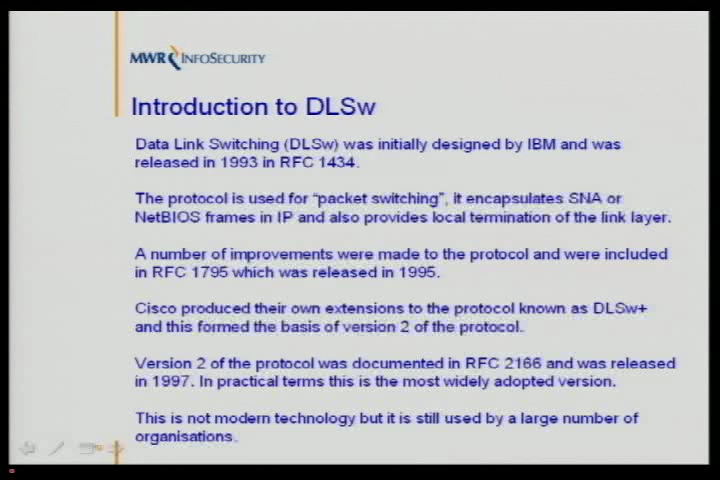 MWR INFOSECURITY
Introduction to DLSw
Data Link Switching (DLSw) was initially designed by IBM and was
released in 1993 in RFC 1434.
The protocol is used for “packet switching”, it encapsulates SNA or
NetBIOS frames in IP and also provides local termination of the link layer.
A number of improvements were made to the protocol and were included
in RFC 1795 which was released in 1995.
Cisco produced their own extensions to the protocol known as DLSw+
and this formed the basis of version 2 of the protocol.
Version 2 of the protocol was documented in RFC 2166 and was released
in 1997. In practical terms this is the most widely adopted version.
This is not modern technology but it is still used by a large number of
organisations.